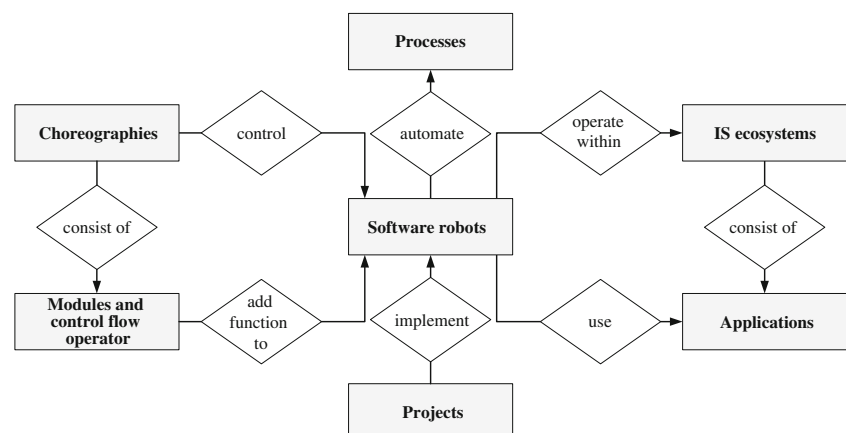 Processes
Choreographies
control
automate
operate
within
IS ecosystems
consist of
Software robots
consist of
Modules and
control flow
operator
add
function
to
implement
use
Applications
Projects